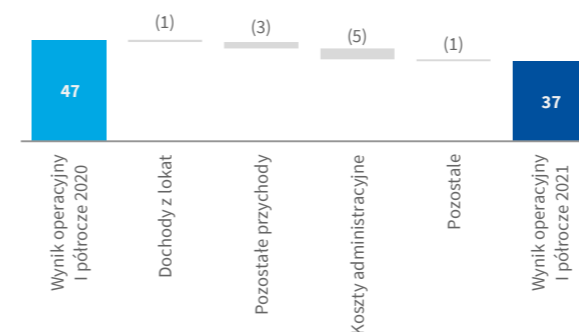 (1)
(3)
(5)
(1)
47
37
Wynik operacyjny
I półrocze 2020
Dochody z lokat
Pozostałe przychody
Koszty administracyjne
Pozostałe
Wynik operacyjny
I półrocze 2021